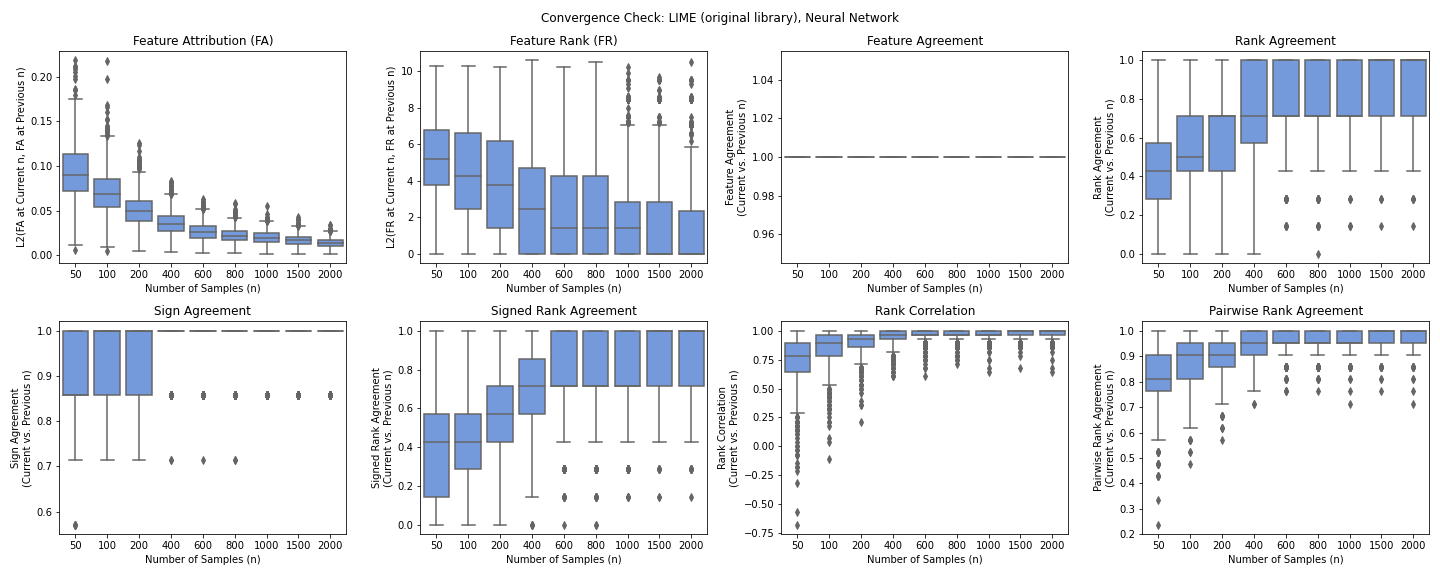 Convergence Check: LIME (original library), Neural Network
Feature Attribution (FA)
L2(FA at Current n, FA at Previous n)
0.20
0.15
0.10
0.05
0.00
50 100 200 400 600 800 1000 1500 2000
Number of Samples (n)
Feature Rank (FR)
L2(FR at Current n, FR at Previous n)
10
8
6
4
2
0
50 100 200 400 600 800 1000 1500 2000
Number of Samples (n)
Feature Agreement
Feature Agreement
(Current vs. Previous n)
1.04
1.02
1.00
0.98
0.96
50 100 200 400 600 800 1000 1500 2000
Number of Samples (n)
Rank Agreement
Rank Agreement
(Current vs. Previous n)
1.0
0.8
0.6
0.4
0.2
0.0
50 100 200 400 600 800 1000 1500 2000
Number of Samples (n)
Sign Agreement
Sign Agreement
(Current vs. Previous n)
1.0
0.9
0.8
0.7
0.6
50 100 200 400 600 800 1000 1500 2000
Number of Samples (n)
Signed Rank Agreement
Signed Rank Agreement
(Current vs. Previous n)
1.0
0.8
0.6
0.4
0.2
0.0
50 100 200 400 600 800 1000 1500 2000
Number of Samples (n)
Rank Correlation
Rank Correlation
(Current vs. Previous n)
1.00
0.75
0.50
0.25
0.00
−0.25
−0.50
−0.75
50 100 200 400 600 800 1000 1500 2000
Number of Samples (n)
Pairwise Rank Agreement
Pairwise Rank Agreement
(Current vs. Previous n)
1.0
0.9
0.8
0.7
0.6
0.5
0.4
0.3
0.2
50 100 200 400 600 800 1000 1500 2000
Number of Samples (n)